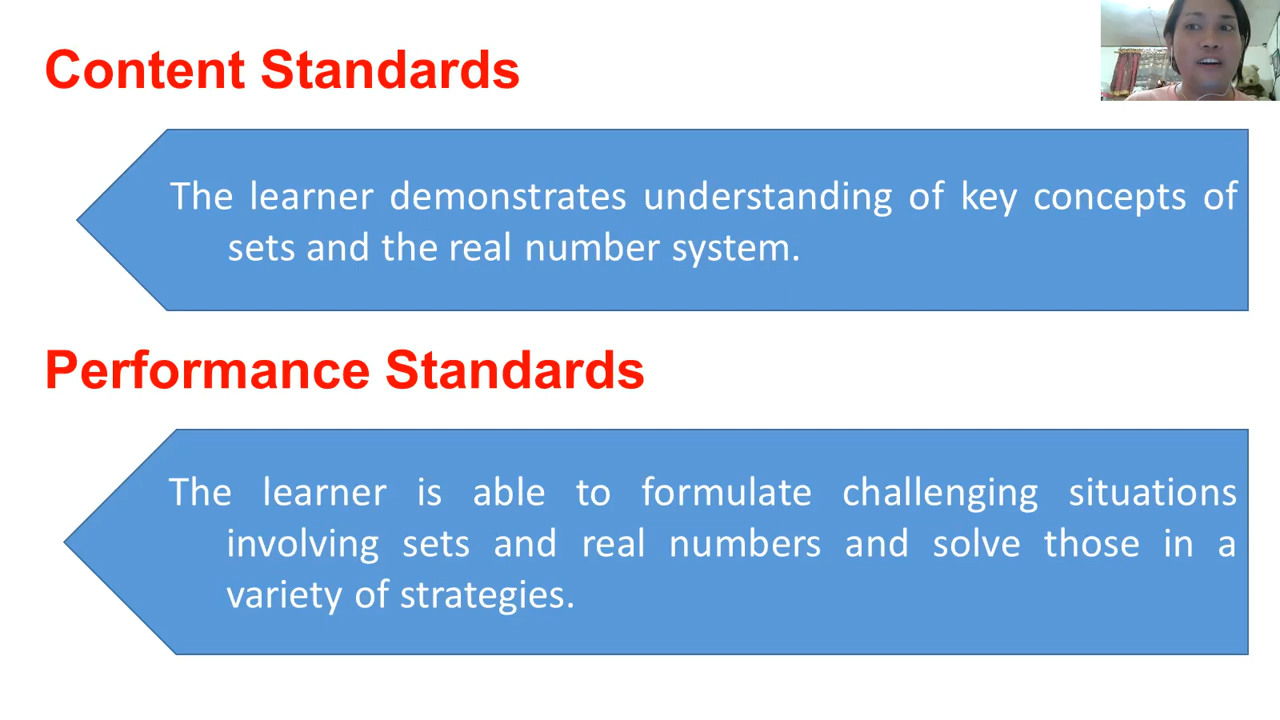 Content Standards
The learner demonstrates understanding of key concepts of
sets and the real number system.
Performance Standards
The learner is able to formulate challenging situations
involving sets and real numbers and solve those in a
variety of strategies.